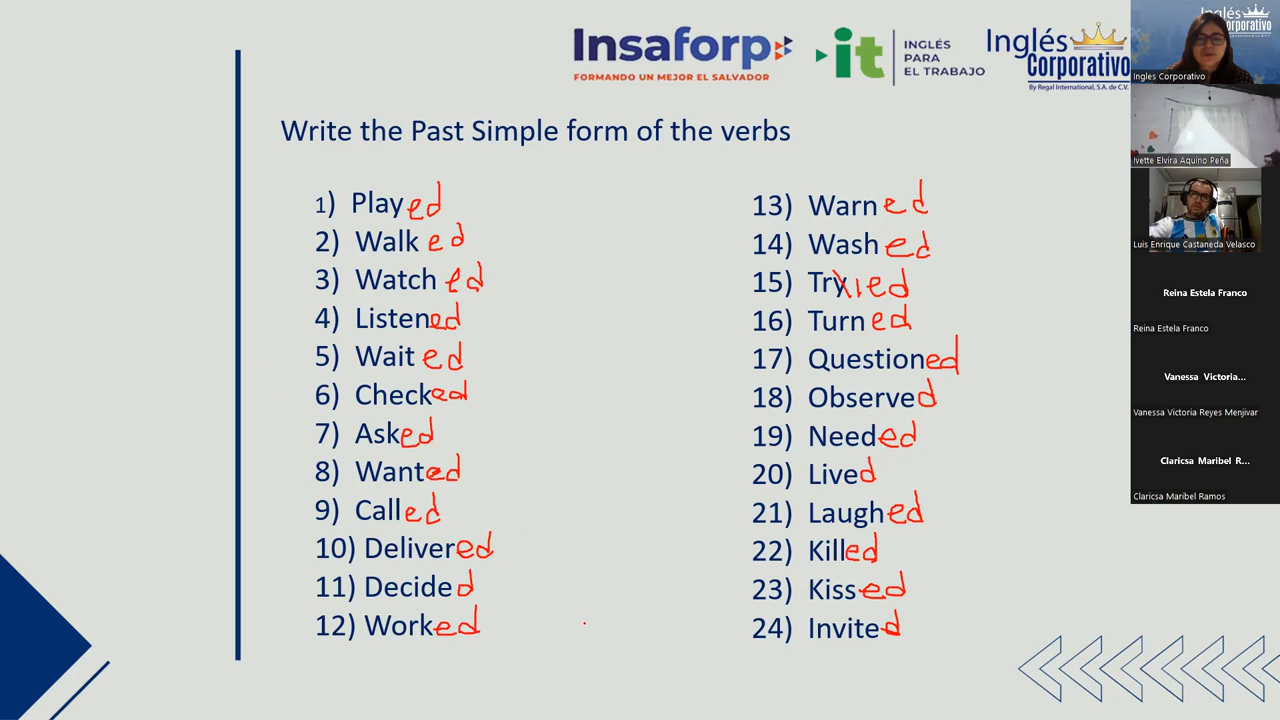 Insaforp
FORMANDO UN MEJOR EL SALVADOR
it
INGLÉS
PARA
EL TRABAJO
Inglés
Corporativo
By Regal International, S.A. de C.V.
Write the Past Simple form of the verbs
1) Played
2) Walked
3) Watched
4) Listened
5) Waited
6) Checked
7) Asked
8) Wanted
9) Called
10) Delivered
11) Decided
12) Worked
13) Warned
14) Washed
15) Tryied
16) Turned
17) Questioned
18) Observed
19) Needed
20) Lived
21) Laughed
22) Killed
23) Kissed
24) Invited
Inglés
Corporativo
Ingles Corporativo
Ivette Elvira Aquino Peña
Luis Enrique Castaneda Velasco
Reina Estela Franco
Reina Estela Franco
Vanessa Victoria...
Vanessa Victoria Reyes Menjivar
Claricsa Maribel R...
Claricsa Maribel Ramos